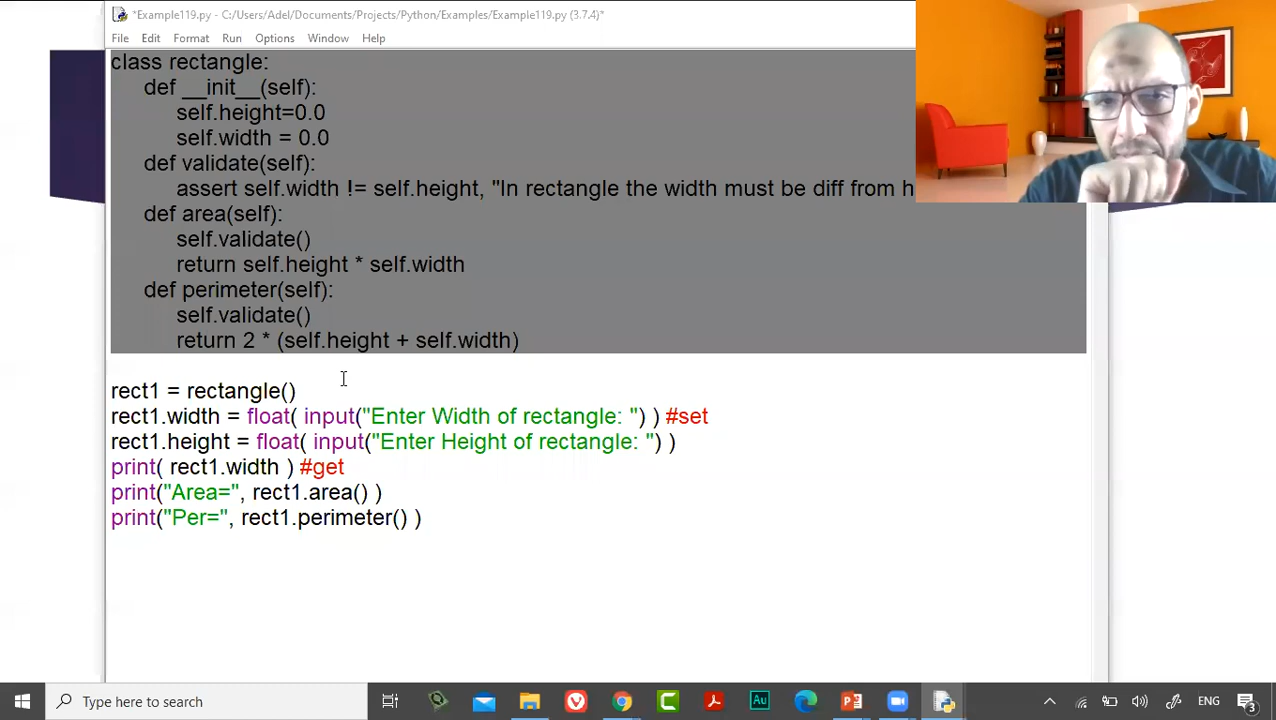 *Example119.py - C:/Users/Adel/Documents/Projects/Python/Examples/Example119.py (3.7.4)*
File Edit Format Run Options Window Help
class rectangle:
def __init__(self):
self.height=0.0
self.width = 0.0
def validate(self):
assert self.width != self.height, "In rectangle the width must be diff from h
def area(self):
self.validate()
return self.height * self.width
def perimeter(self):
self.validate()
return 2 * (self.height + self.width)
rect1 = rectangle()
rect1.width = float( input("Enter Width of rectangle: ") ) #set
rect1.height = float( input("Enter Height of rectangle: ") )
print( rect1.width ) #get
print("Area=", rect1.area() )
print("Per=", rect1.perimeter() )
Type here to search
Au
ENG
3